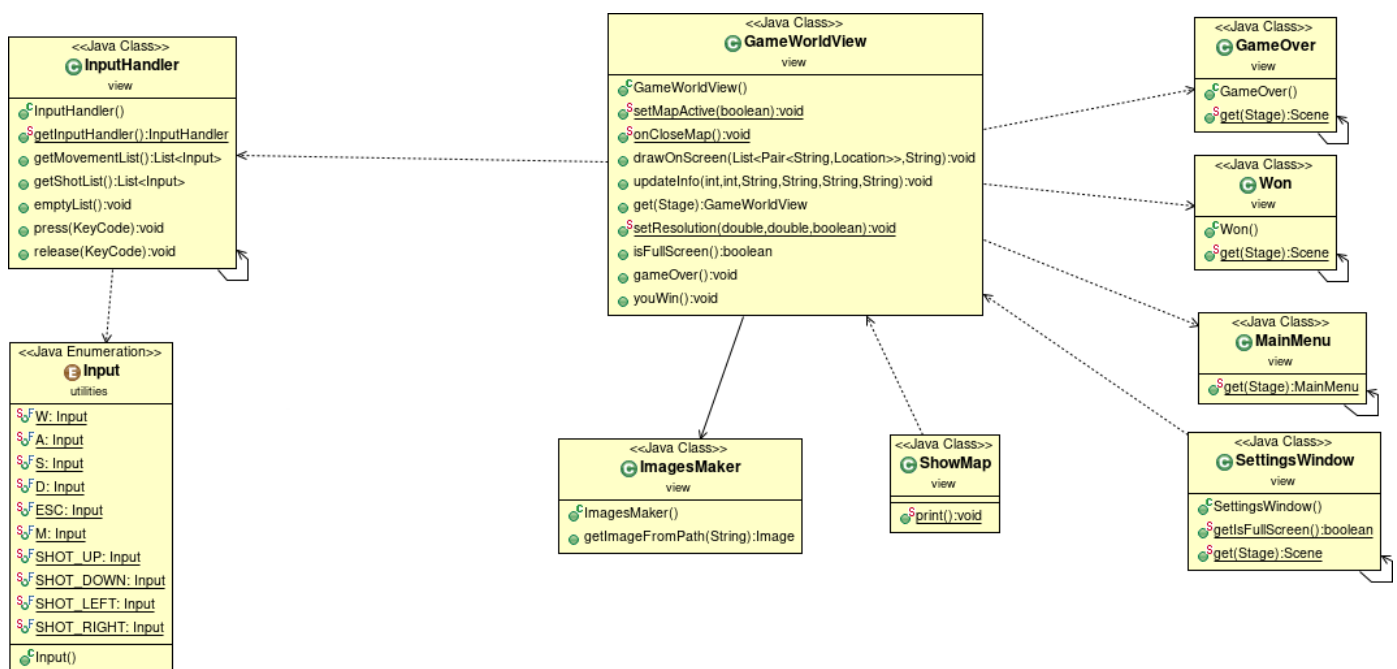 <<Java Class>>
InputHandler
view
InputHandler()
getInputHandler():InputHandler
getMovementList():List<Input>
getShotList():List<Input>
emptyList():void
press(KeyCode):void
release(KeyCode):void
<<Java Enumeration>>
Input
utilities
W: Input
A: Input
S: Input
D: Input
ESC: Input
M: Input
SHOT_UP: Input
SHOT_DOWN: Input
SHOT_LEFT: Input
SHOT_RIGHT: Input
Input()
<<Java Class>>
GameWorldView
view
GameWorldView()
setMapActive(boolean):void
onCloseMap():void
drawOnScreen(List<Pair<String,Location>>,String):void
updateInfo(int,int,String,String,String,String):void
get(Stage):GameWorldView
setResolution(double,double,boolean):void
isFullScreen():boolean
gameOver():void
youWin():void
<<Java Class>>
ImagesMaker
view
ImagesMaker()
getImageFromPath(String):Image
<<Java Class>>
ShowMap
view
print():void
<<Java Class>>
GameOver
view
GameOver()
get(Stage):Scene
<<Java Class>>
Won
view
Won()
get(Stage):Scene
<<Java Class>>
MainMenu
view
get(Stage):MainMenu
<<Java Class>>
SettingsWindow
view
SettingsWindow()
getIsFullScreen():boolean
get(Stage):Scene